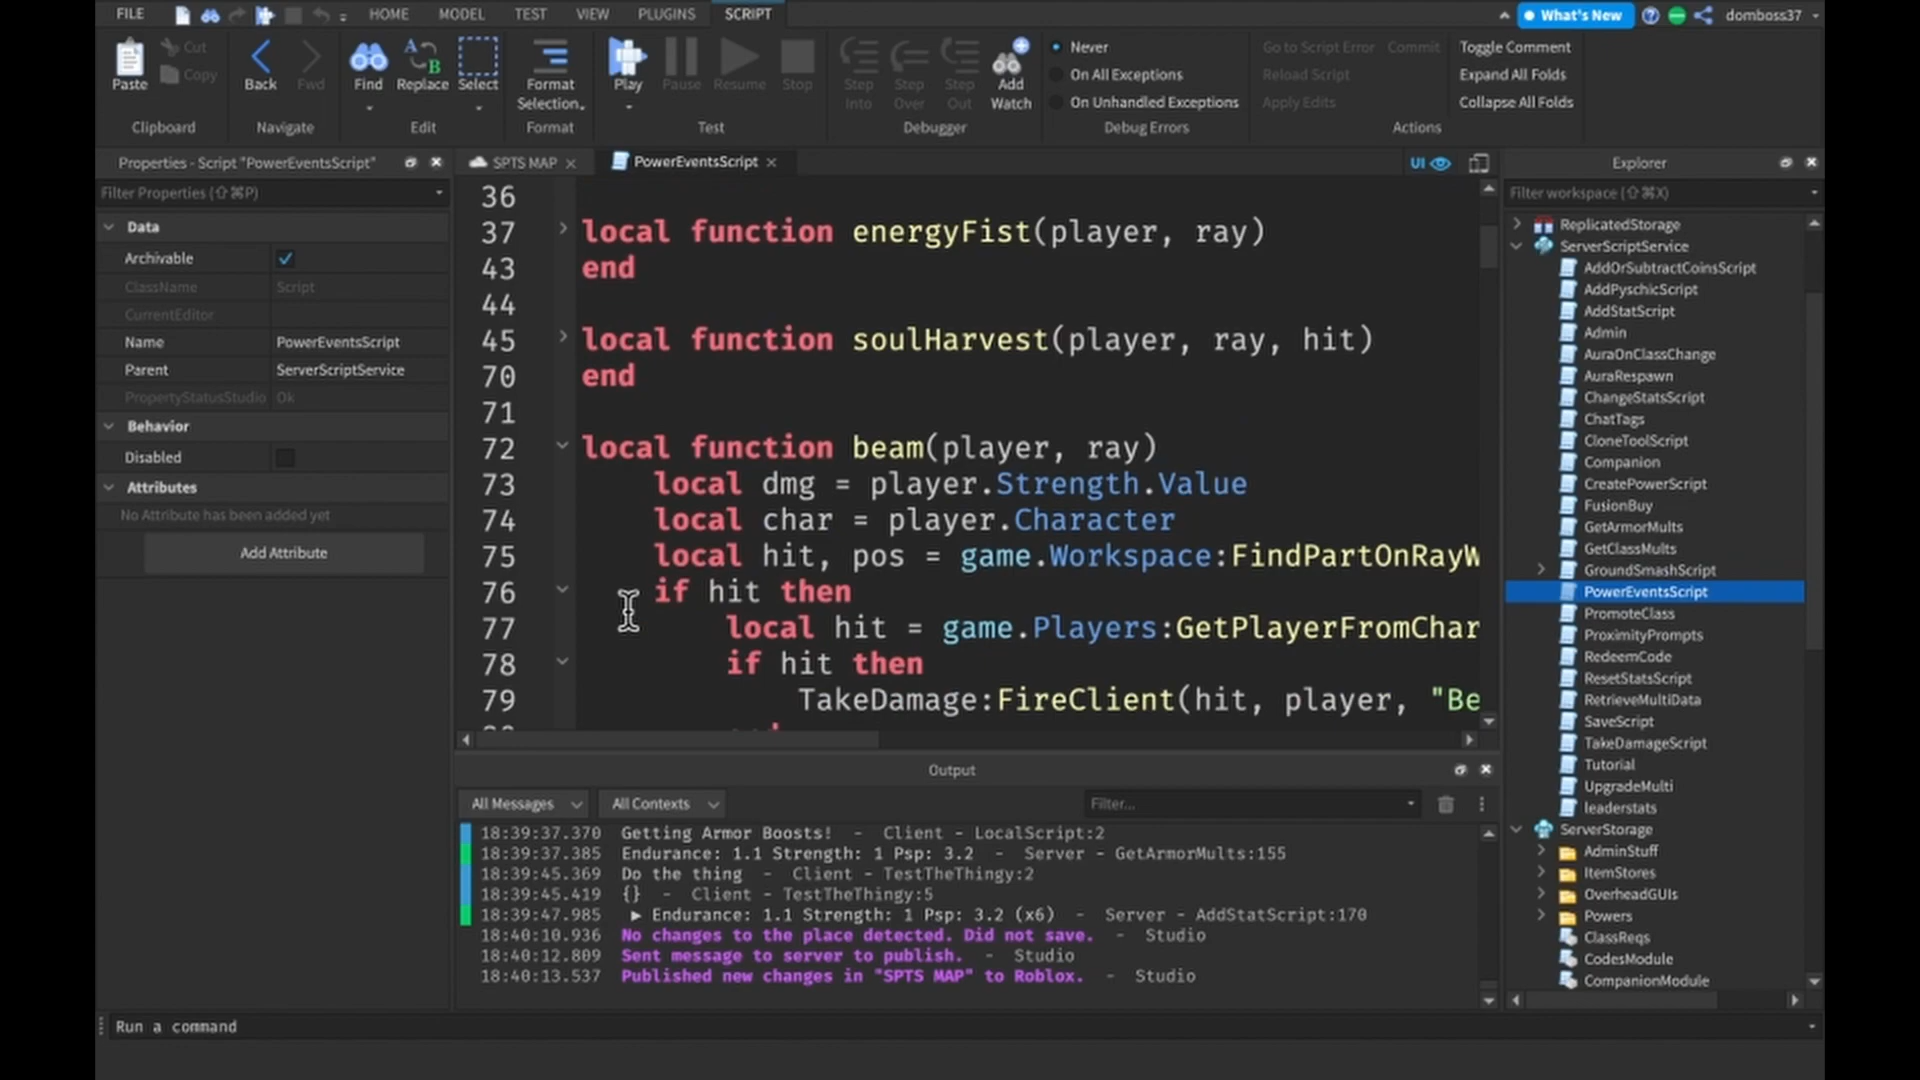 FILE HOME MODEL TEST VIEW PLUGINS SCRIPT What's New domboss37
Paste Cut Copy Back Fwd Find Replace Select Format Selection Play Pause Resume Stop Step Into Step Over Step Out Add Watch
Never
On All Exceptions
On Unhandled Exceptions
Go to Script Error Commit
Reload Script
Apply Edits
Toggle Comment
Expand All Folds
Collapse All Folds
Clipboard Navigate Edit Format Test Debugger Debug Errors Actions
Properties - Script "PowerEventsScript"
Filter Properties (⇧⌘P)
Data
Archivable
ClassName Script
CurrentEditor
Name PowerEventsScript
Parent ServerScriptService
PropertyStatusStudio Ok
Behavior
Disabled
Attributes
No Attribute has been added yet
Add Attribute
SPTS MAP PowerEventsScript UI
36
37 local function energyFist(player, ray)
43 end
44
45 local function soulHarvest(player, ray, hit)
70 end
71
72 local function beam(player, ray)
73 local dmg = player.Strength.Value
74 local char = player.Character
75 local hit, pos = game.Workspace:FindPartOnRayW
76 if hit then
77 local hit = game.Players:GetPlayerFromChar
78 if hit then
79 TakeDamage:FireClient(hit, player, "Be
Output
All Messages All Contexts Filter...
18:39:37.370 Getting Armor Boosts! - Client - LocalScript:2
18:39:37.385 Endurance: 1.1 Strength: 1 Psp: 3.2 - Server - GetArmorMults:155
18:39:45.369 Do the thing - Client - TestTheThingy:2
18:39:45.419 {} - Client - TestTheThingy:5
18:39:47.985 ▶ Endurance: 1.1 Strength: 1 Psp: 3.2 (x6) - Server - AddStatScript:170
18:40:10.936 No changes to the place detected. Did not save. - Studio
18:40:12.809 Sent message to server to publish. - Studio
18:40:13.537 Published new changes in "SPTS MAP" to Roblox. - Studio
Explorer
Filter workspace (⇧⌘X)
ReplicatedStorage
ServerScriptService
AddOrSubtractCoinsScript
AddPyschicScript
AddStatScript
Admin
AuraOnClassChange
AuraRespawn
ChangeStatsScript
ChatTags
CloneToolScript
Companion
CreatePowerScript
FusionBuy
GetArmorMults
GetClassMults
GroundSmashScript
PowerEventsScript
PromoteClass
ProximityPrompts
RedeemCode
ResetStatsScript
RetrieveMultiData
SaveScript
TakeDamageScript
Tutorial
UpgradeMulti
leaderstats
ServerStorage
AdminStuff
ItemStores
OverheadGUIs
Powers
ClassReqs
CodesModule
CompanionModule
Run a command